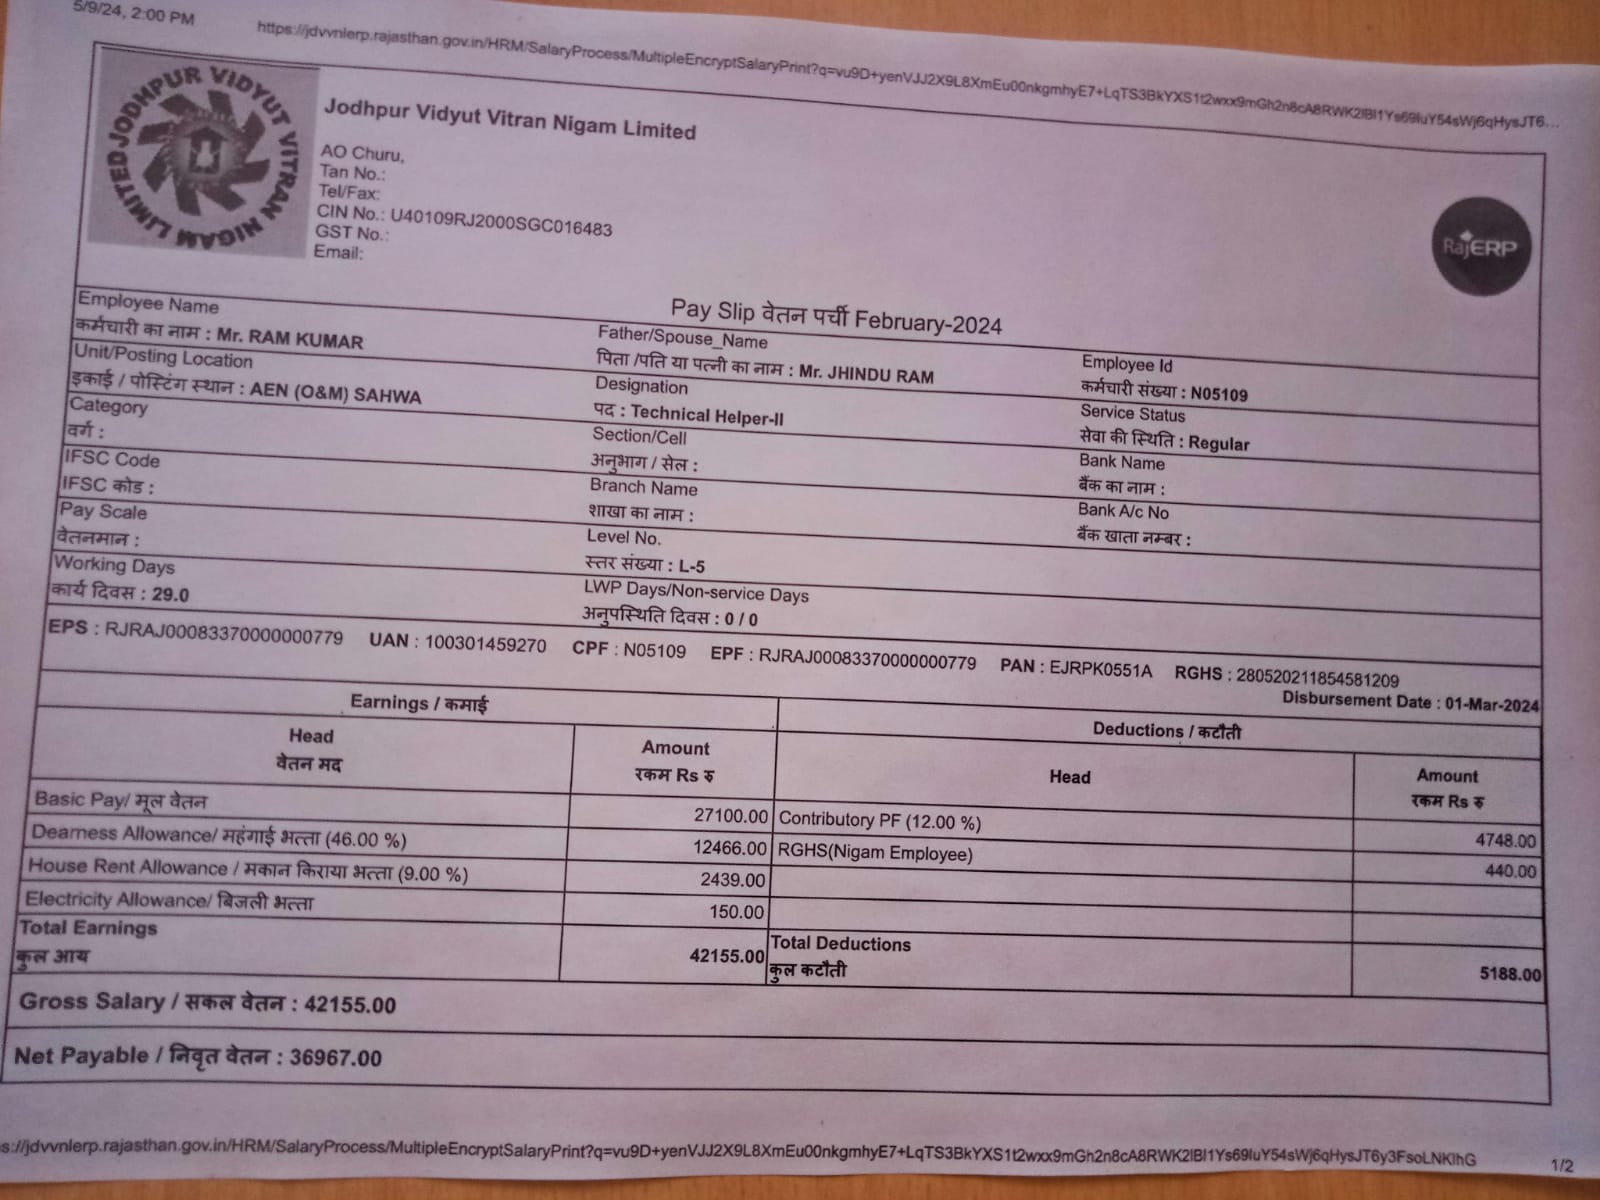 5/9/24, 2:00 PM
https://jdvvnlerp.rajasthan.gov.in/HRM/SalaryProcess/MultipleEncryptSalaryPrint?q=vu9D+yenVJJ2X9L8XmEu00nkgmhyE7+LqTS3BkYXS1t2wxx9mGh2n8cA8RWK2lBl1Ys69luY54sWj6qHysJT6...
JODHPUR VIDYUT VITRAN NIGAM LIMITED
Jodhpur Vidyut Vitran Nigam Limited
AO Churu,
Tan No.:
Tel/Fax:
CIN No.: U40109RJ2000SGC016483
GST No.:
Email:
RajERP
Pay Slip वेतन पर्ची February-2024
Employee Name
कर्मचारी का नाम : Mr. RAM KUMAR
Father/Spouse_Name
पिता /पति या पत्नी का नाम : Mr. JHINDU RAM
Employee Id
कर्मचारी संख्या : N05109
Unit/Posting Location
इकाई / पोस्टिंग स्थान : AEN (O&M) SAHWA
Designation
पद : Technical Helper-II
Service Status
सेवा की स्थिति : Regular
Category
वर्ग :
Section/Cell
अनुभाग / सेल :
Bank Name
बैंक का नाम :
IFSC Code
IFSC कोड :
Branch Name
शाखा का नाम :
Bank A/c No
बैंक खाता नम्बर :
Pay Scale
वेतनमान :
Level No.
स्तर संख्या : L-5
Working Days
कार्य दिवस : 29.0
LWP Days/Non-service Days
अनुपस्थिति दिवस : 0 / 0
EPS : RJRAJ00083370000000779 UAN : 100301459270 CPF : N05109 EPF : RJRAJ00083370000000779 PAN : EJRPK0551A RGHS : 280520211854581209
Disbursement Date : 01-Mar-2024
Earnings / कमाई Deductions / कटौती
Head
वेतन मद
Amount
रकम Rs रु
Head
Amount
रकम Rs रु
Basic Pay/ मूल वेतन 27100.00 Contributory PF (12.00 %) 4748.00
Dearness Allowance/ महंगाई भत्ता (46.00 %) 12466.00 RGHS(Nigam Employee) 440.00
House Rent Allowance / मकान किराया भत्ता (9.00 %) 2439.00
Electricity Allowance/ बिजली भत्ता 150.00
Total Earnings
कुल आय
42155.00
Total Deductions
कुल कटौती
5188.00
Gross Salary / सकल वेतन : 42155.00
Net Payable / निवृत वेतन : 36967.00
s://jdvvnlerp.rajasthan.gov.in/HRM/SalaryProcess/MultipleEncryptSalaryPrint?q=vu9D+yenVJJ2X9L8XmEu00nkgmhyE7+LqTS3BkYXS1t2wxx9mGh2n8cA8RWK2lBl1Ys69luY54sWj6qHysJT6y3FsoLNKlhG
1/2